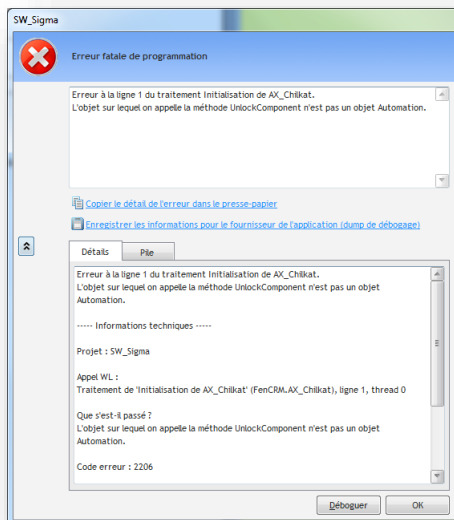 SW_Sigma
Erreur fatale de programmation
Erreur à la ligne 1 du traitement Initialisation de AX_Chilkat.
L'objet sur lequel on appelle la méthode UnlockComponent n'est pas un objet Automation.
Copier le détail de l'erreur dans le presse-papier
Enregistrer les informations pour le fournisseur de l'application (dump de débogage)
Détails
Pile
Erreur à la ligne 1 du traitement Initialisation de AX_Chilkat.
L'objet sur lequel on appelle la méthode UnlockComponent n'est pas un objet
Automation.
----- Informations techniques -----
Projet : SW_Sigma
Appel WL :
Traitement de 'Initialisation de AX_Chilkat' (FenCRM.AX_Chilkat), ligne 1, thread 0
Que s'est-il passé ?
L'objet sur lequel on appelle la méthode UnlockComponent n'est pas un objet
Automation.
Code erreur : 2206
Déboguer
OK